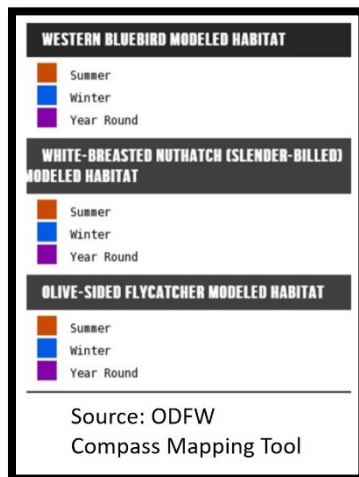 WESTERN BLUEBIRD MODELED HABITAT
Summer
Winter
Year Round
WHITE-BREASTED NUTHATCH (SLENDER-BILLED)
MODELED HABITAT
Summer
Winter
Year Round
OLIVE-SIDED FLYCATCHER MODELED HABITAT
Summer
Winter
Year Round
Source: ODFW
Compass Mapping Tool